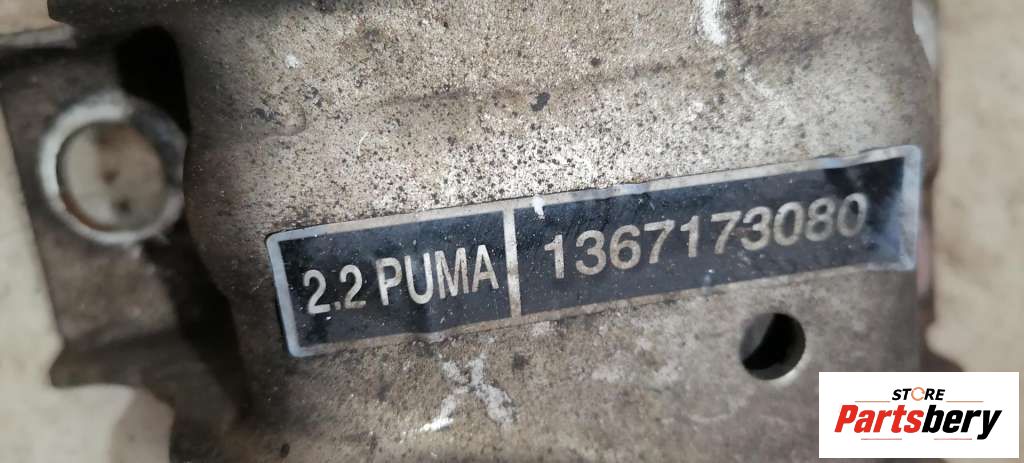 2.2 PUMA 1367173080
X
STORE
Partsbery